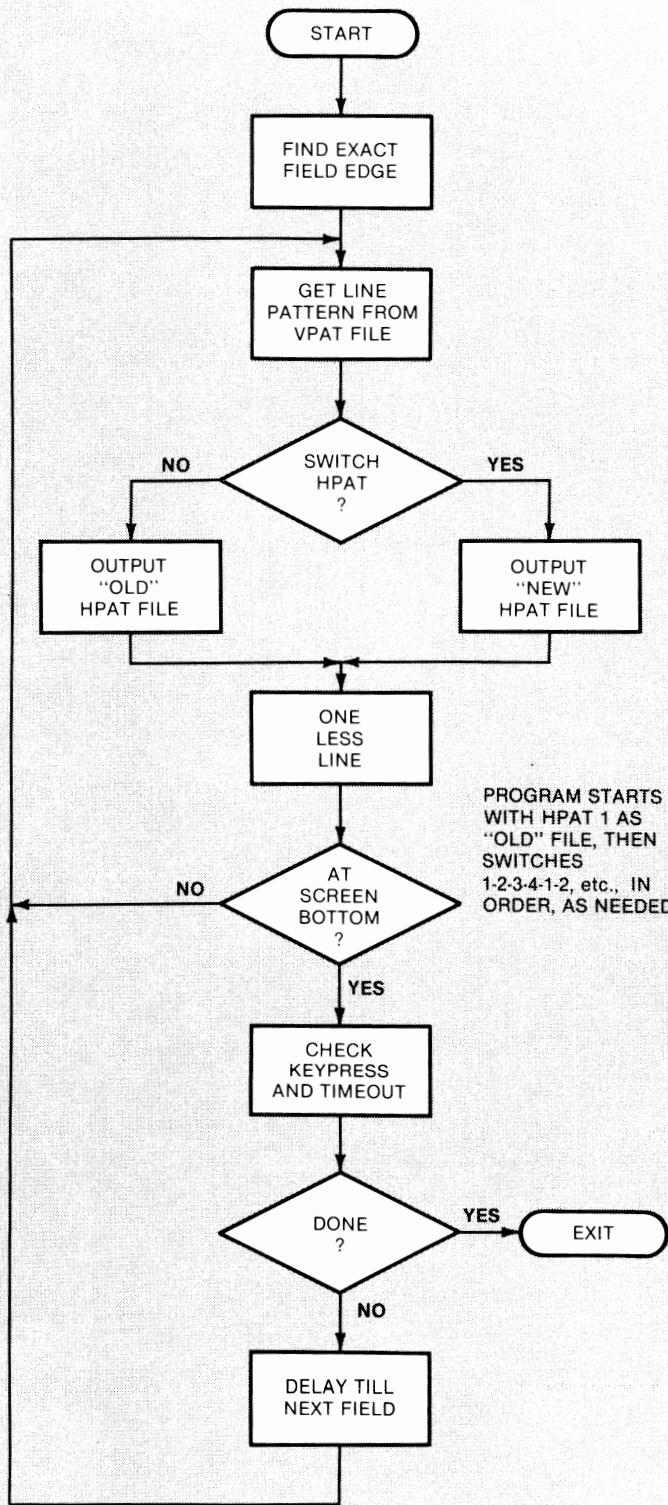 START
FIND EXACT
FIELD EDGE
GET LINE
PATTERN FROM
VPAT FILE
NO
SWITCH
HPAT
?
YES
OUTPUT
“OLD”
HPAT FILE
OUTPUT
“NEW”
HPAT FILE
ONE
LESS
LINE
PROGRAM STARTS
WITH HPAT 1 AS
“OLD” FILE, THEN
SWITCHES
1-2-3-4-1-2, etc., IN
ORDER, AS NEEDED
NO
AT
SCREEN
BOTTOM
?
YES
CHECK
KEYPRESS
AND TIMEOUT
DONE
?
YES
EXIT
NO
DELAY TILL
NEXT FIELD